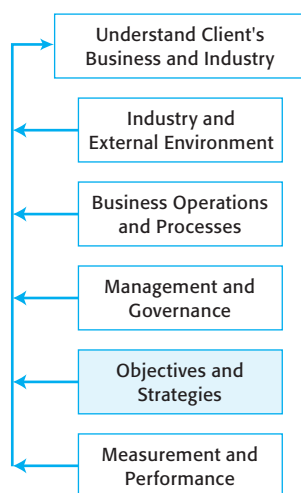 Understand Client's
Business and Industry
Industry and
External Environment
Business Operations
and Processes
Management and
Governance
Objectives and
Strategies
Measurement and
Performance